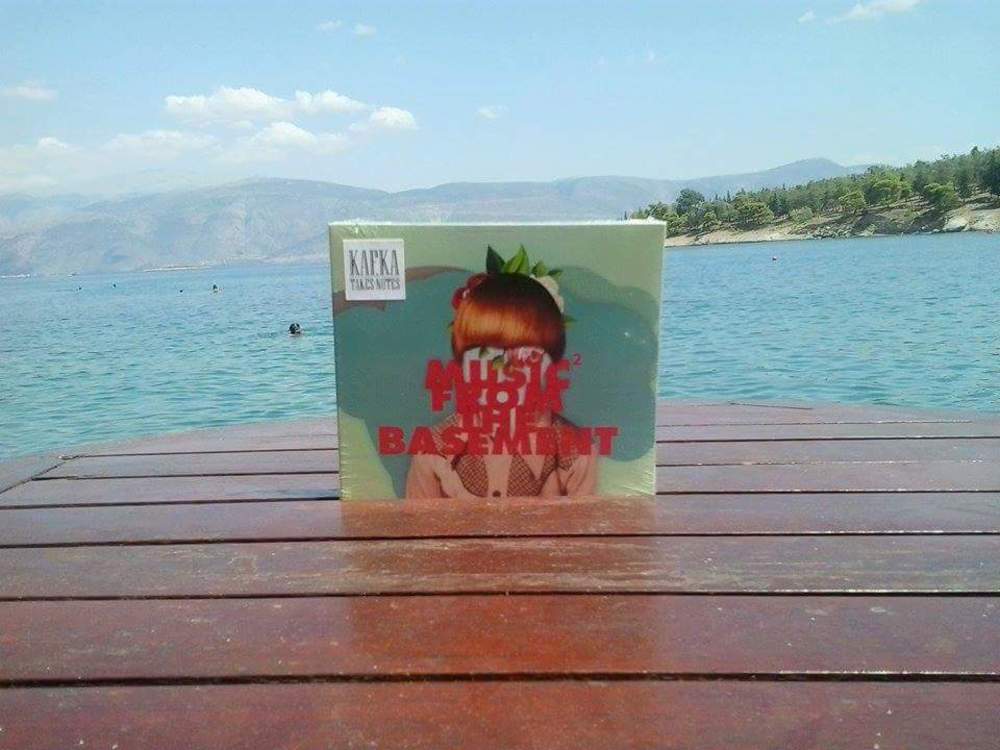 KAFKA
TAKES NOTES
MUSIC²
FROM
THE
BASEMENT